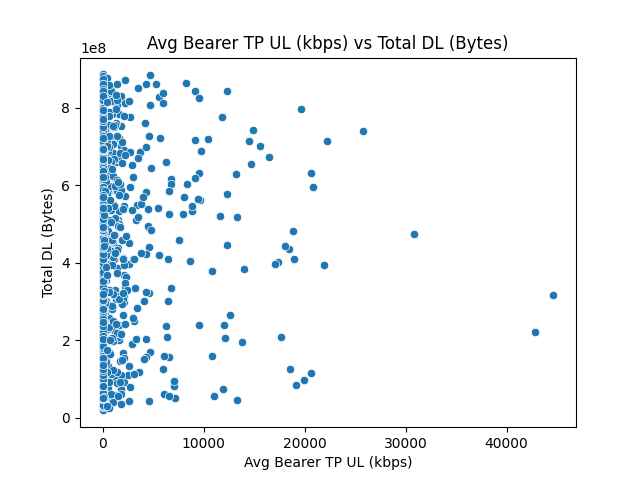 Avg Bearer TP UL (kbps) vs Total DL (Bytes)
1e8
8
6
4
2
0
Total DL (Bytes)
0 10000 20000 30000 40000
Avg Bearer TP UL (kbps)